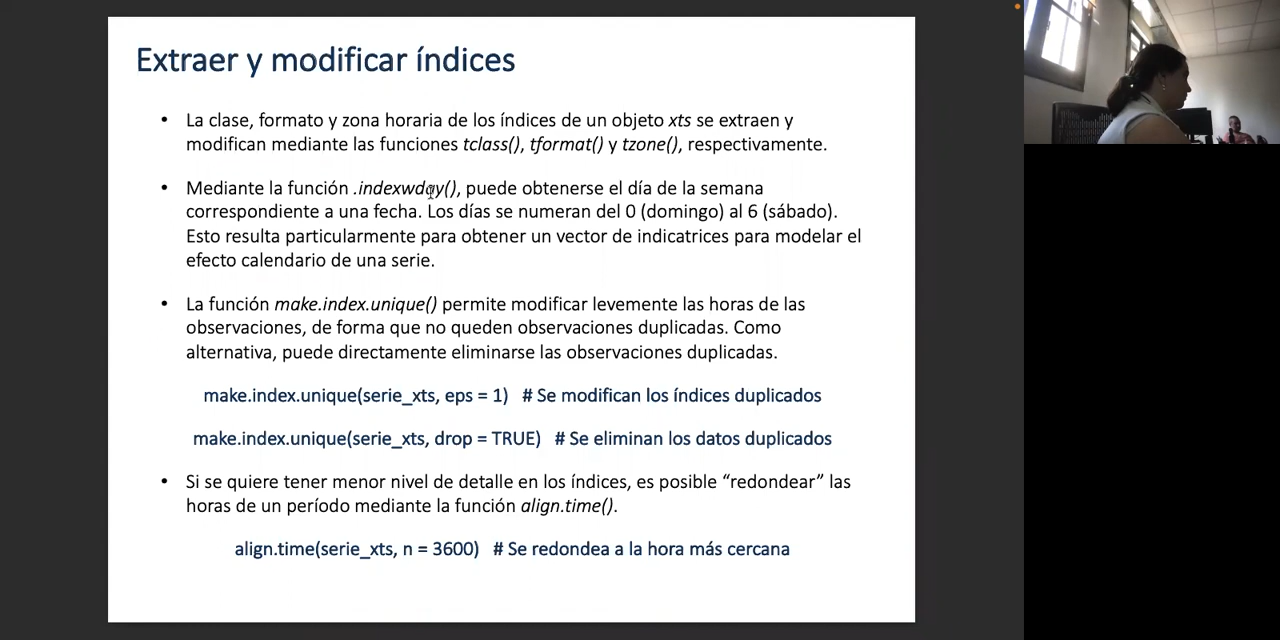 Extraer y modificar índices
• La clase, formato y zona horaria de los índices de un objeto xts se extraen y
modifican mediante las funciones tclass(), tformat() y tzone(), respectivamente.
• Mediante la función .indexwday(), puede obtenerse el día de la semana
correspondiente a una fecha. Los días se numeran del 0 (domingo) al 6 (sábado).
Esto resulta particularmente para obtener un vector de indicatrices para modelar el
efecto calendario de una serie.
• La función make.index.unique() permite modificar levemente las horas de las
observaciones, de forma que no queden observaciones duplicadas. Como
alternativa, puede directamente eliminarse las observaciones duplicadas.
make.index.unique(serie_xts, eps = 1) # Se modifican los índices duplicados
make.index.unique(serie_xts, drop = TRUE) # Se eliminan los datos duplicados
• Si se quiere tener menor nivel de detalle en los índices, es posible “redondear” las
horas de un período mediante la función align.time().
align.time(serie_xts, n = 3600) # Se redondea a la hora más cercana